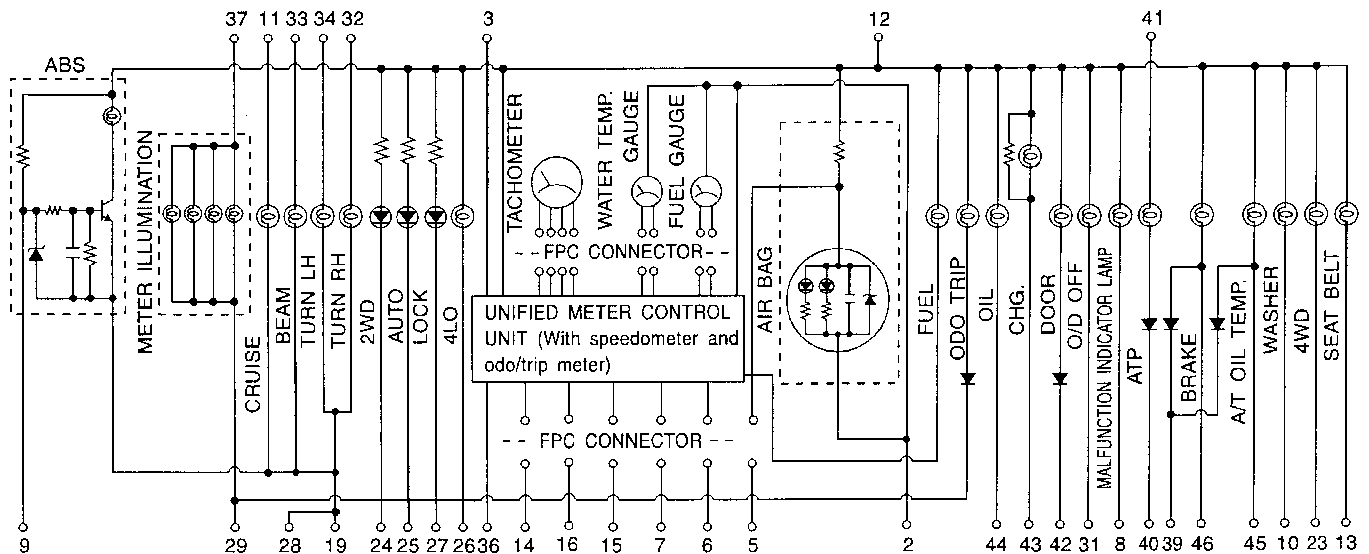 37 11 33 34 32 3 12 41
ABS
METER ILLUMINATION
CRUISE
BEAM
TURN LH
TURN RH
2WD
AUTO
LOCK
4LO
TACHOMETER
WATER TEMP.
GAUGE
FUEL GAUGE
--FPC CONNECTOR--
UNIFIED METER CONTROL
UNIT (With speedometer and
odo/trip meter)
-- FPC CONNECTOR --
AIR BAG
FUEL
ODO TRIP
OIL
CHG.
DOOR
O/D OFF
MALFUNCTION INDICATOR LAMP
ATP
BRAKE
A/T OIL TEMP.
WASHER
4WD
SEAT BELT
9 29 28 19 24 25 27 26 36 14 16 15 7 6 5 2 44 43 42 31 8 40 39 46 45 10 23 13